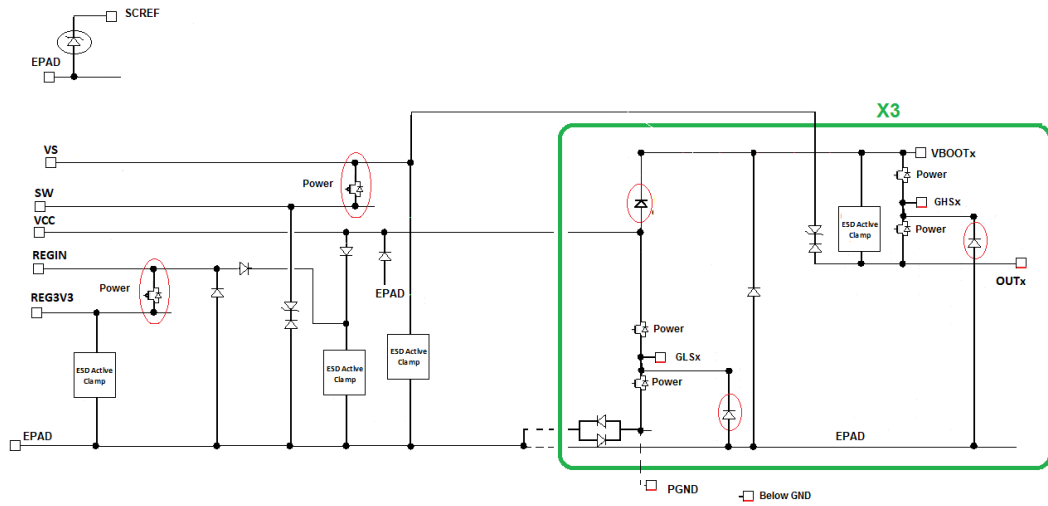 SCREF
EPAD
X3
VS
VBOOTx
Power
Power
SW
GHSx
VCC
Power
ESD Active
Clamp
REGIN
OUTx
Power
EPAD
REG3V3
Power
GLSx
ESD Active
Clamp
ESD Active
Clamp
ESD Active
Clamp
Power
EPAD
EPAD
PGND
Below GND